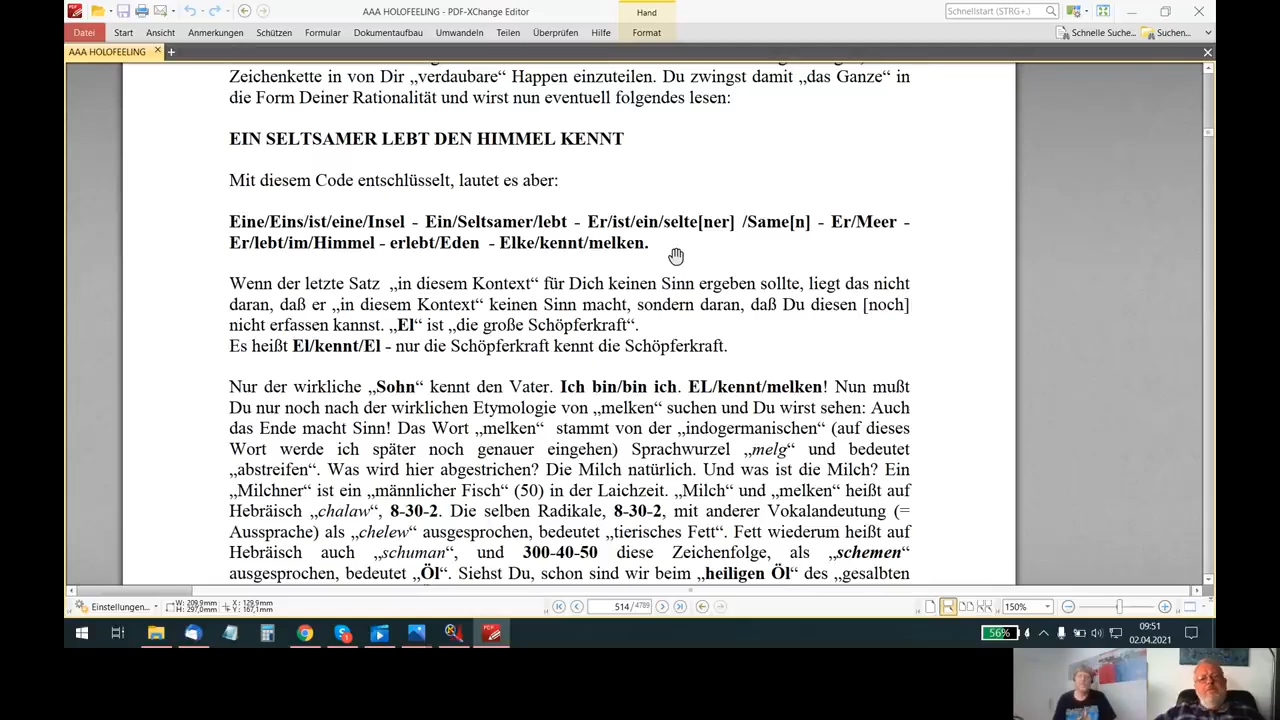 AAA HOLOFEELING - PDF-XChange Editor
Hand
Schnellstart (STRG+.)
Datei Start Ansicht Anmerkungen Schützen Formular Dokumentaufbau Umwandeln Teilen Überprüfen Hilfe Format Schnelle Suche... Suchen...
AAA HOLOFEELING
Zeichenkette in von Dir „verdaubare“ Happen einzuteilen. Du zwingst damit „das Ganze“ in
die Form Deiner Rationalität und wirst nun eventuell folgendes lesen:
EIN SELTSAMER LEBT DEN HIMMEL KENNT
Mit diesem Code entschlüsselt, lautet es aber:
Eine/Eins/ist/eine/Insel - Ein/Seltsamer/lebt - Er/ist/ein/selte[ner] /Same[n] - Er/Meer -
Er/lebt/im/Himmel - erlebt/Eden - Elke/kennt/melken.
Wenn der letzte Satz „in diesem Kontext“ für Dich keinen Sinn ergeben sollte, liegt das nicht
daran, daß er „in diesem Kontext“ keinen Sinn macht, sondern daran, daß Du diesen [noch]
nicht erfassen kannst. „El“ ist „die große Schöpferkraft“.
Es heißt El/kennt/El - nur die Schöpferkraft kennt die Schöpferkraft.
Nur der wirkliche „Sohn“ kennt den Vater. Ich bin/bin ich. EL/kennt/melken! Nun mußt
Du nur noch nach der wirklichen Etymologie von „melken“ suchen und Du wirst sehen: Auch
das Ende macht Sinn! Das Wort „melken“ stammt von der „indogermanischen“ (auf dieses
Wort werde ich später noch genauer eingehen) Sprachwurzel „melg“ und bedeutet
„abstreifen“. Was wird hier abgestrichen? Die Milch natürlich. Und was ist die Milch? Ein
„Milchner“ ist ein „männlicher Fisch“ (50) in der Laichzeit. „Milch“ und „melken“ heißt auf
Hebräisch „chalaw“, 8-30-2. Die selben Radikale, 8-30-2, mit anderer Vokalandeutung (=
Aussprache) als „chelew“ ausgesprochen, bedeutet „tierisches Fett“. Fett wiederum heißt auf
Hebräisch auch „schuman“, und 300-40-50 diese Zeichenfolge, als „schemen“
ausgesprochen, bedeutet „Öl“. Siehst Du, schon sind wir beim „heiligen Öl“ des „gesalbten
Einstellungen... W: 209,9mm X: 129,9mm 514 / 4789 150%
H: 297,0mm Y: 167,1mm
56% 09:51
02.04.2021